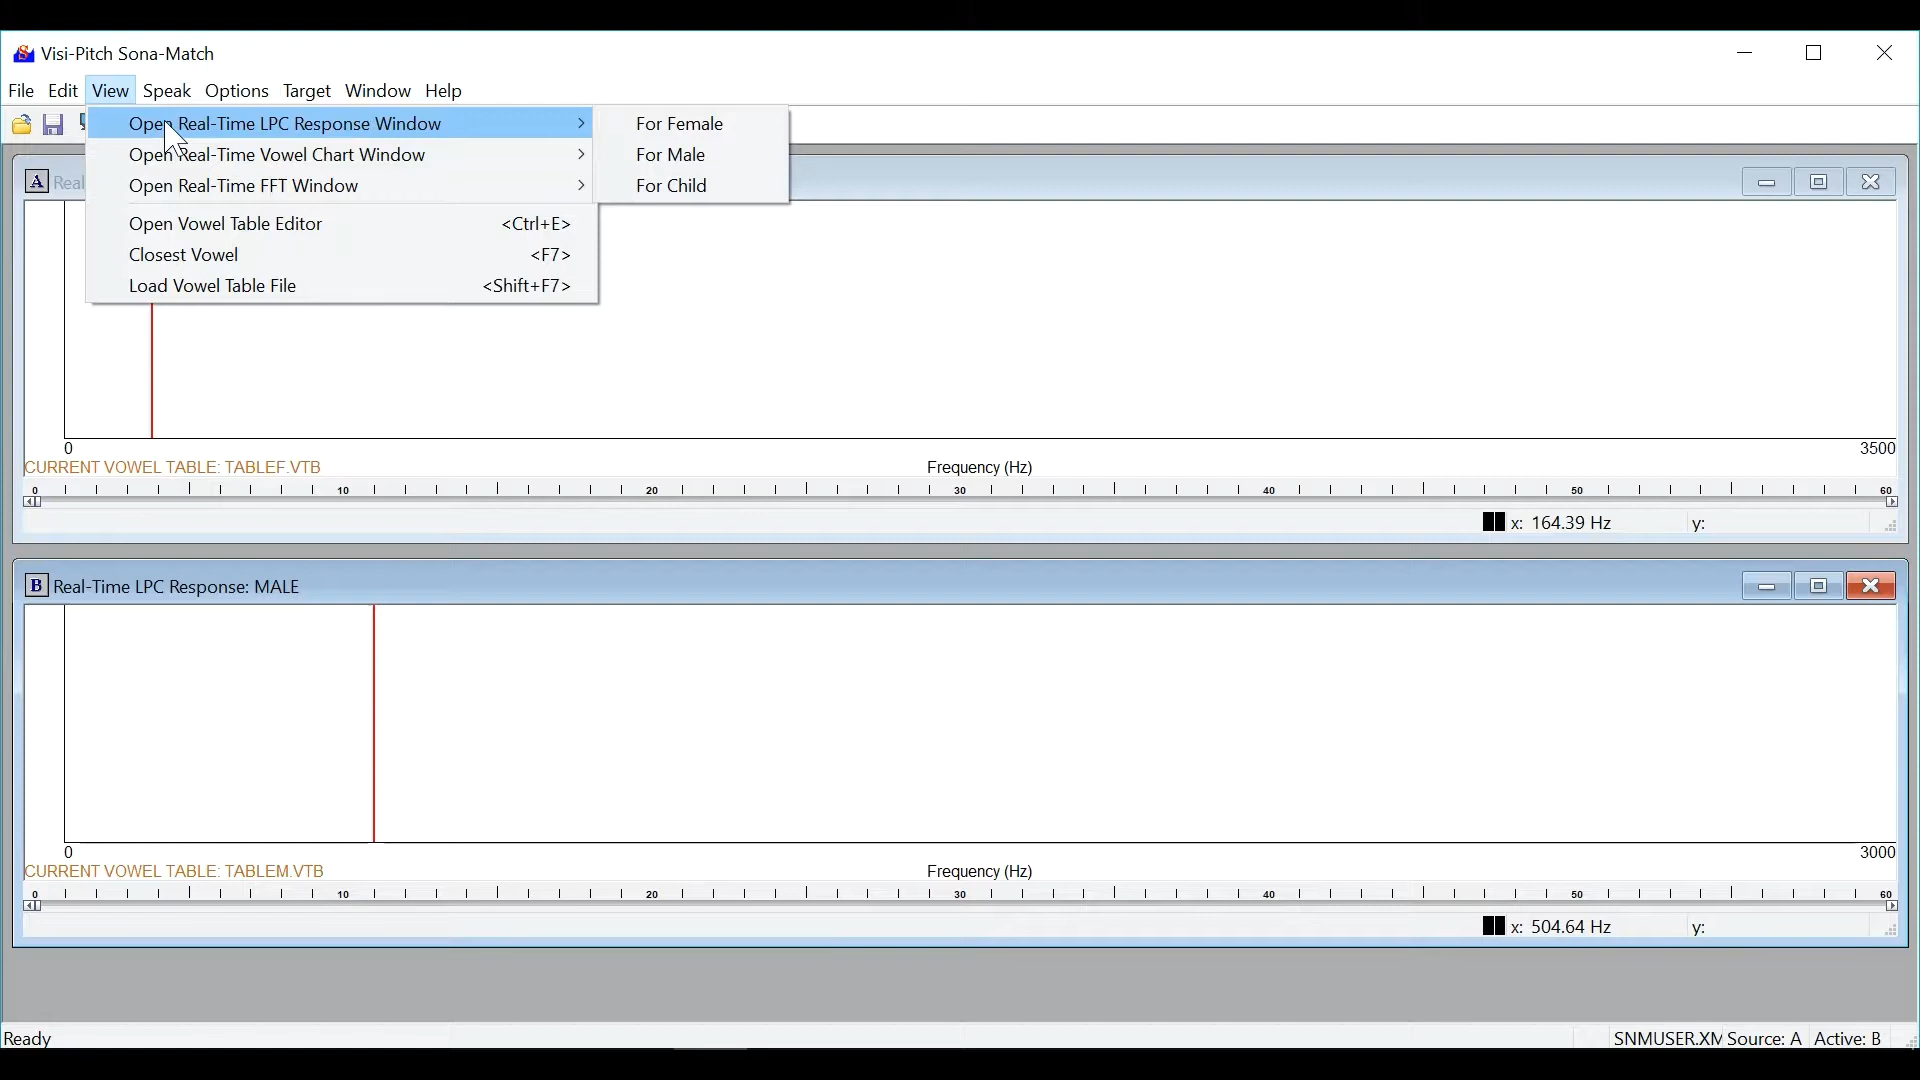 Visi-Pitch Sona-Match
File Edit View Speak Options Target Window Help
Open Real-Time LPC Response Window
Open Real-Time Vowel Chart Window
Open Real-Time FFT Window
Open Vowel Table Editor <Ctrl+E>
Closest Vowel <F7>
Load Vowel Table File <Shift+F7>
For Female
For Male
For Child
A Real
0 3500
CURRENT VOWEL TABLE: TABLEF.VTB Frequency (Hz)
0 10 20 30 40 50 60
x: 164.39 Hz y:
B Real-Time LPC Response: MALE
0 3000
CURRENT VOWEL TABLE: TABLEM.VTB Frequency (Hz)
0 10 20 30 40 50 60
x: 504.64 Hz y:
Ready SNMUSER.XM Source: A Active: B